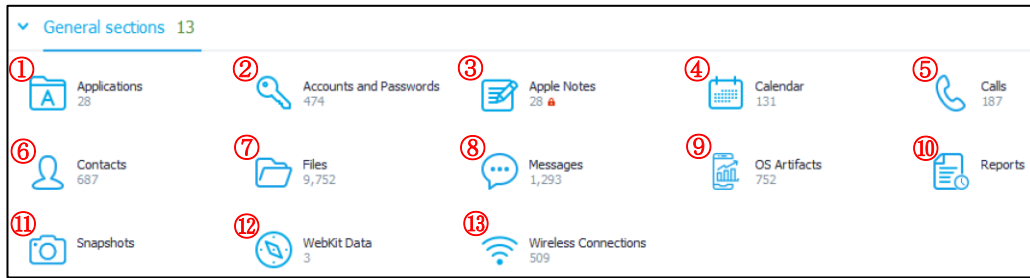 General sections 13
① Applications
28
② Accounts and Passwords
474
③ Apple Notes
28
④ Calendar
131
⑤ Calls
187
⑥ Contacts
687
⑦ Files
9,752
⑧ Messages
1,293
⑨ OS Artifacts
752
⑩ Reports
⑪ Snapshots
⑫ WebKit Data
3
⑬ Wireless Connections
509